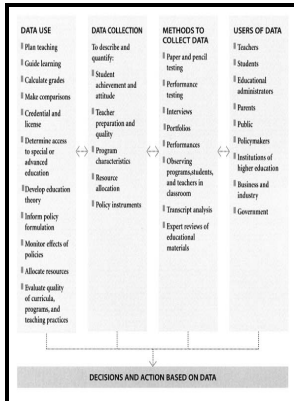 DATA USE
Plan teaching
Guide learning
Calculate grades
Make comparisons
Credential and
license
Determine access
to special or
advanced
education
Develop education
theory
Inform policy
formulation
Monitor effects of
policies
Allocate resources
Evaluate quality
of curricula,
programs, and
teaching practices
DATA COLLECTION
To describe and
quantify:
Student
achievement and
attitude
Teacher
preparation and
quality
Program
characteristics
Resource
allocation
Policy instruments
METHODS TO
COLLECT DATA
Paper and pencil
testing
Performance
testing
Interviews
Portfolios
Performances
Observing
programs,students,
and teachers in
classroom
Transcript analysis
Expert reviews of
educational
materials
USERS OF DATA
Teachers
Students
Educational
administrators
Parents
Public
Policymakers
Institutions of
higher education
Business and
industry
Government
DECISIONS AND ACTION BASED ON DATA